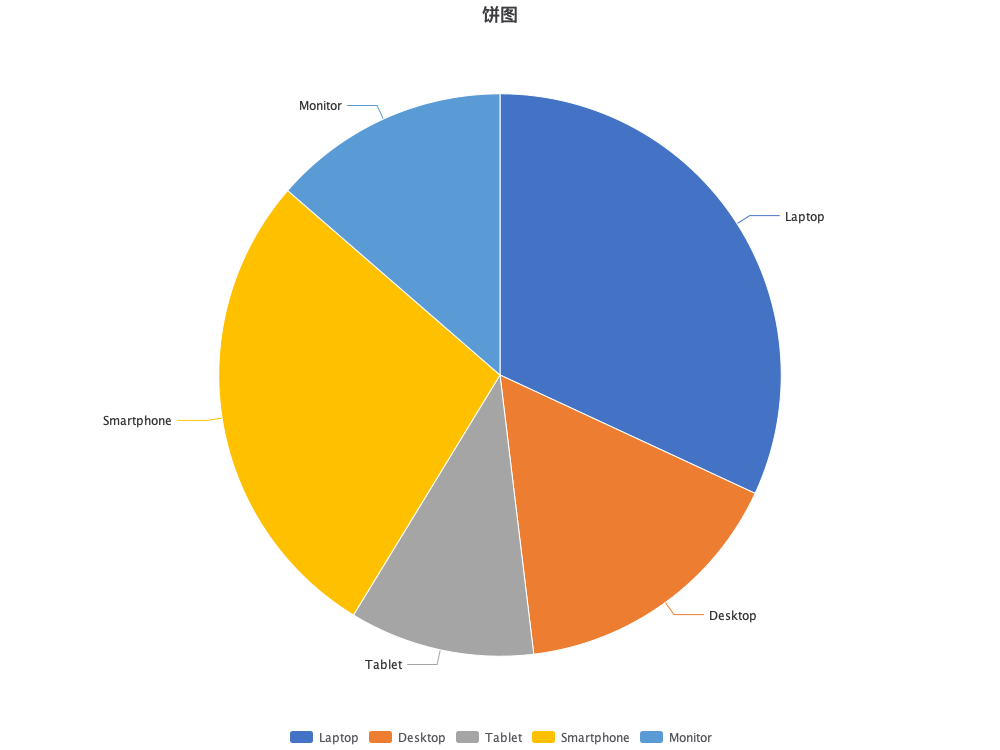 饼图
Monitor
Laptop
Smartphone
Desktop
Tablet
Laptop Desktop Tablet Smartphone Monitor